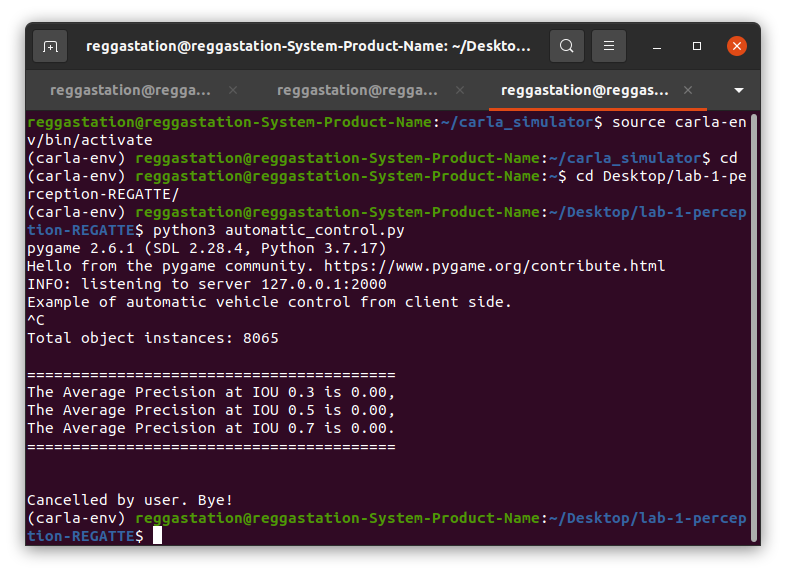 reggastation@reggastation-System-Product-Name: ~/Deskto...
reggastation@regga...
reggastation@regga...
reggastation@reggas...
reggastation@reggastation-System-Product-Name:~/carla_simulator$ source carla-en
v/bin/activate
(carla-env) reggastation@reggastation-System-Product-Name:~/carla_simulator$ cd
(carla-env) reggastation@reggastation-System-Product-Name:~$ cd Desktop/lab-1-pe
rception-REGATTE/
(carla-env) reggastation@reggastation-System-Product-Name:~/Desktop/lab-1-percep
tion-REGATTE$ python3 automatic_control.py
pygame 2.6.1 (SDL 2.28.4, Python 3.7.17)
Hello from the pygame community. https://www.pygame.org/contribute.html
INFO: listening to server 127.0.0.1:2000
Example of automatic vehicle control from client side.
^C
Total object instances: 8065
=========================================
The Average Precision at IOU 0.3 is 0.00,
The Average Precision at IOU 0.5 is 0.00,
The Average Precision at IOU 0.7 is 0.00.
=========================================
Cancelled by user. Bye!
(carla-env) reggastation@reggastation-System-Product-Name:~/Desktop/lab-1-percep
tion-REGATTE$